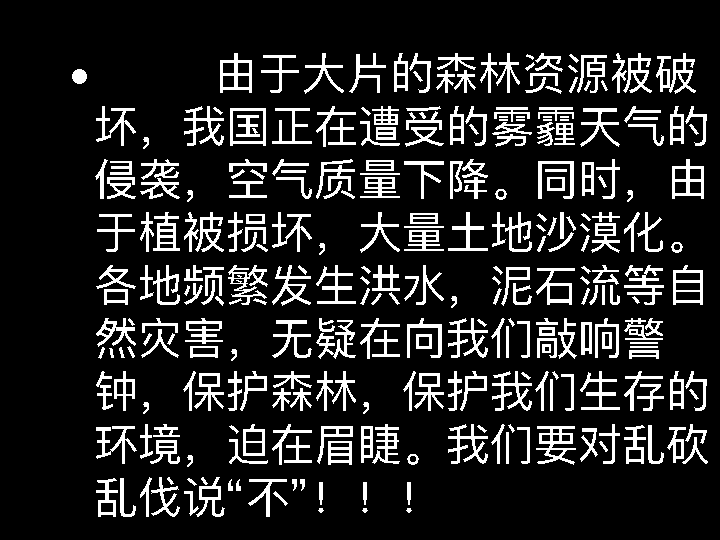 • 由于大片的森林资源被破
坏，我国正在遭受的雾霾天气的
侵袭，空气质量下降。同时，由
于植被损坏，大量土地沙漠化。
各地频繁发生洪水，泥石流等自
然灾害，无疑在向我们敲响警
钟，保护森林，保护我们生存的
环境，迫在眉睫。我们要对乱砍
乱伐说“不”！！！